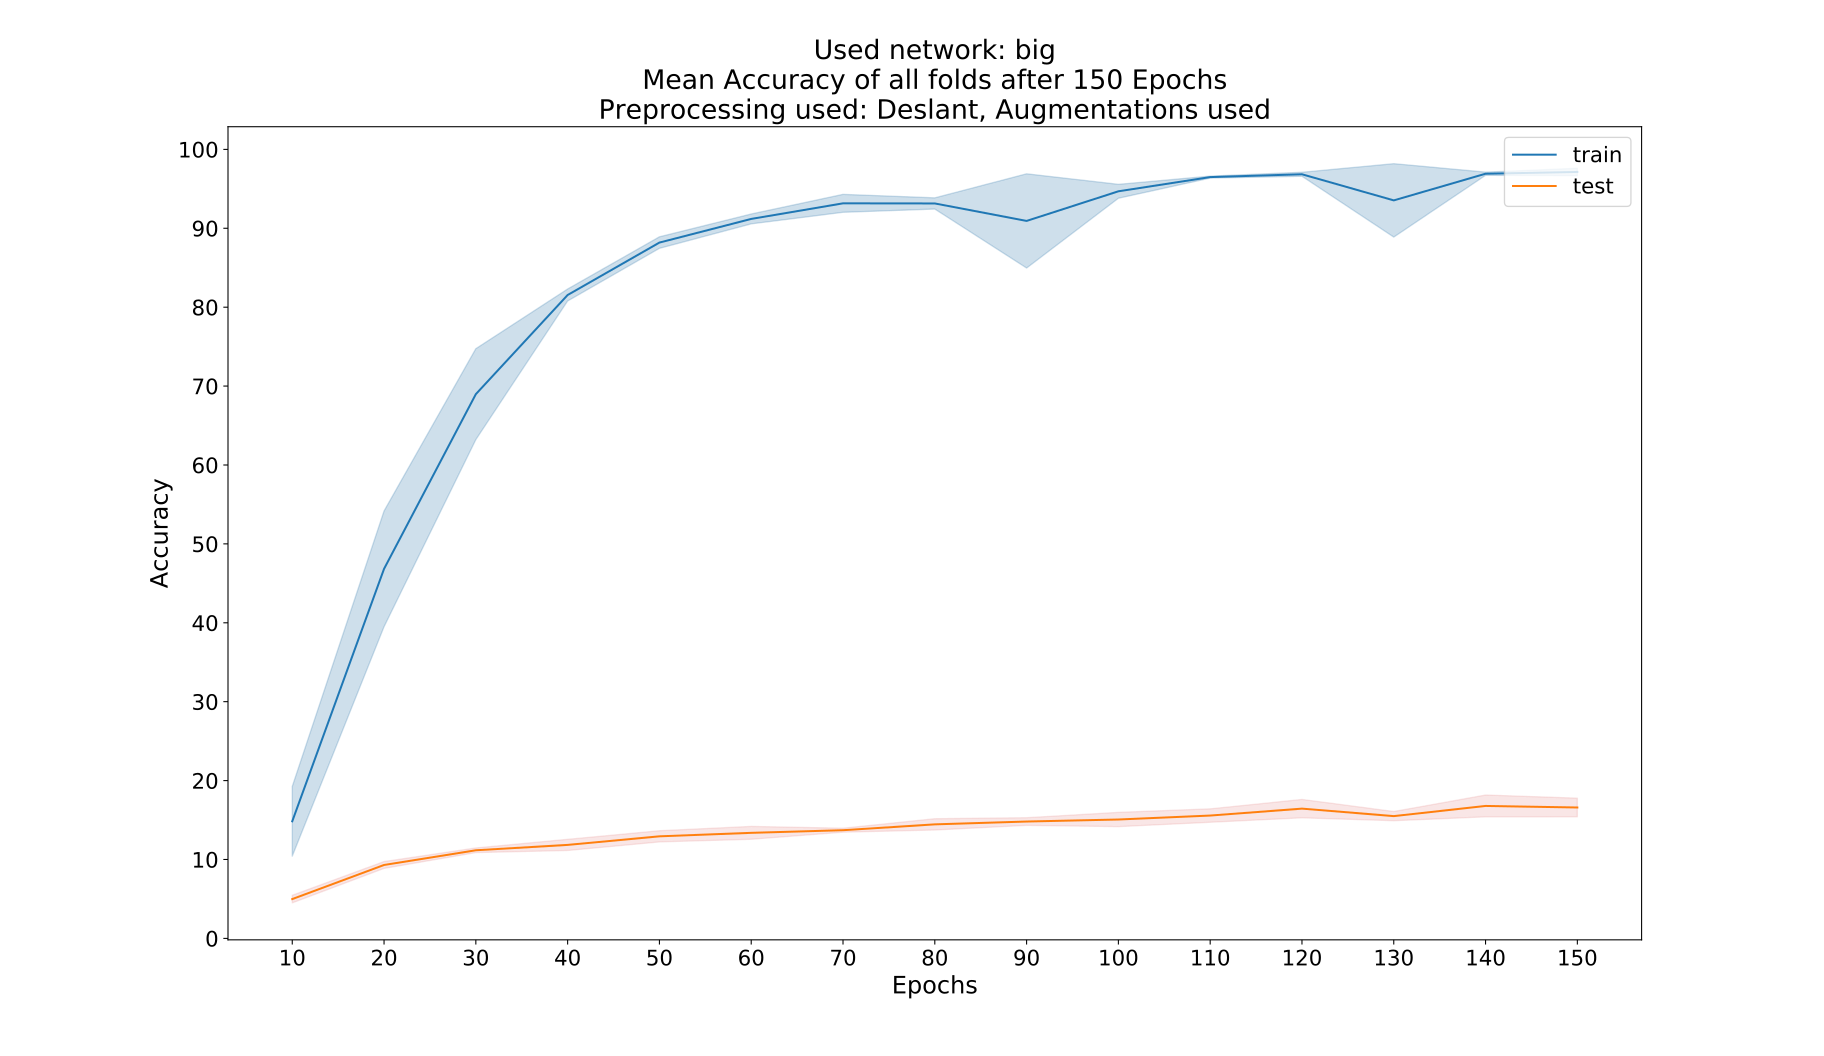 Used network: big
Mean Accuracy of all folds after 150 Epochs
Preprocessing used: Deslant, Augmentations used
train
test
100
90
80
70
60
50
40
30
20
10
0
Accuracy
10 20 30 40 50 60 70 80 90 100 110 120 130 140 150
Epochs